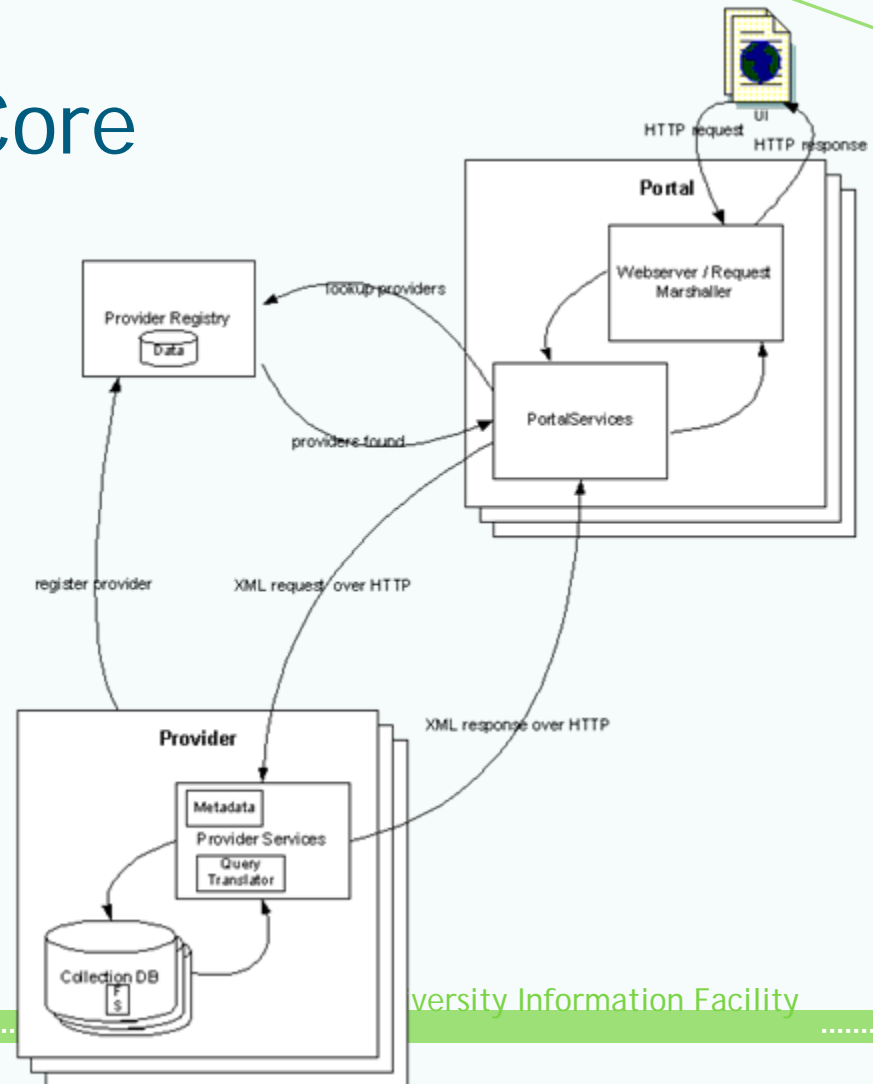 Core
UI
HTTP request
HTTP response
Portal
Webserver / Request
Marshaller
lookup providers
Provider Registry
Data
PortalServices
providers found
register provider
XML request over HTTP
XML response over HTTP
Provider
Metadata
Provider Services
Query
Translator
Collection DB
F
S
versity Information Facility